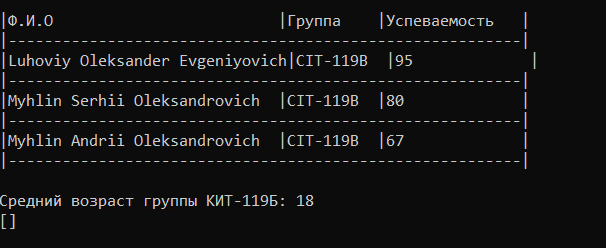 |Ф.И.О                         |Группа    |Успеваемость   |
|---------------------------------------------------------|
|Luhoviy Oleksander Evgeniyovich|CIT-119B  |95             |
|---------------------------------------------------------|
|Myhlin Serhii Oleksandrovich  |CIT-119B  |80             |
|---------------------------------------------------------|
|Myhlin Andrii Oleksandrovich  |CIT-119B  |67             |
|---------------------------------------------------------|
Средний возраст группы КИТ-119Б: 18
[]